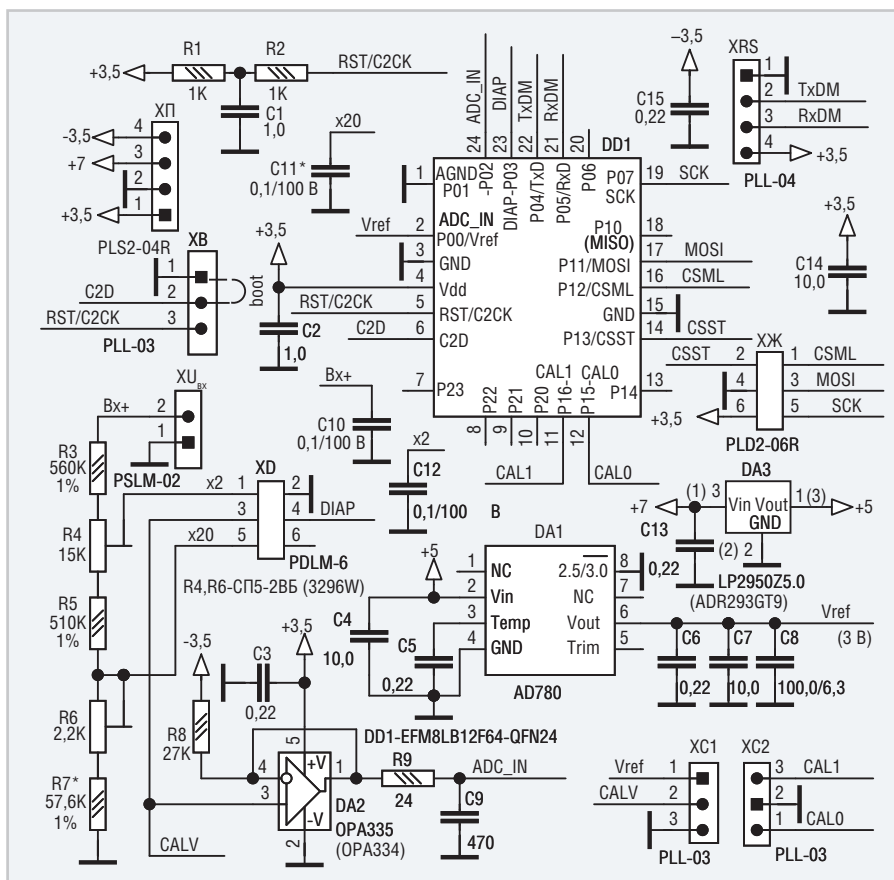 R1
R2
+3,5
RST/C2CK
1K
1K
C1
1,0
ХП
-3,5
4
+7
3
2
+3,5
1
PLS2-04R
x20
C11*
0,1/100 В
ADC_IN
DIAP
TxDM
RxDM
24
23
22
21
20
DD1
–3,5
C15
0,22
XRS
1
2
TxDM
3
RxDM
4
+3,5
PLL-04
1
AGND
P01
-P02
ADC_IN
DIAP-P03
P04/TxD
P05/RxD
P06
P07
SCK
19
SCK
Vref
2
P00/Vref
P10
(MISO)
18
3
GND
P11/MOSI
17
MOSI
4
Vdd
P12/CSML
16
CSML
RST/C2CK
5
RST/C2CK
GND
15
C2D
6
C2D
P13/CSST
14
CSST
7
P23
P22
P21
P20
CAL1
P16-1
P15-CAL0
P14
13
8
9
10
11
12
CAL1
CAL0
+3,5
C14
10,0
ХВ
1
C2D
2
boot
RST/C2CK
3
PLL-03
+3,5
C2
1,0
ХЖ
CSST
2
1
CSML
4
3
MOSI
+3,5
6
5
SCK
PLD2-06R
XUвх
Вх+
2
1
PSLM-02
Вх+
C10
0,1/100 В
x2
C12
0,1/100
В
R3
560K
1%
R4
15K
R5
510K
1%
R6
2,2K
R7*
57,6K
1%
XD
x2
1
2
3
4
DIAP
x20
5
6
PDLM-6
R4,R6-СП5-2ВБ (3296W)
DA3
+7
(1)
3
Vin Vout
GND
1
(3)
+5
C13
(2)
2
0,22
LP2950Z5.0
(ADR293GT9)
DA1
+5
1
NC
2.5/3.0
8
2
Vin
NC
7
3
Temp
Vout
6
4
GND
Trim
5
AD780
C4
10,0
C5
0,22
Vref
(3 В)
C6
0,22
C7
10,0
C8
100,0/6,3
-3,5
+3,5
C3
0,22
R8
27K
DD1-EFM8LB12F64-QFN24
5
+V
4
1
3
-V
2
DA2
OPA335
(OPA334)
R9
24
ADC_IN
C9
470
CALV
XC1
Vref
1
CALV
2
3
PLL-03
XC2
3
CAL1
2
1
CAL0
PLL-03